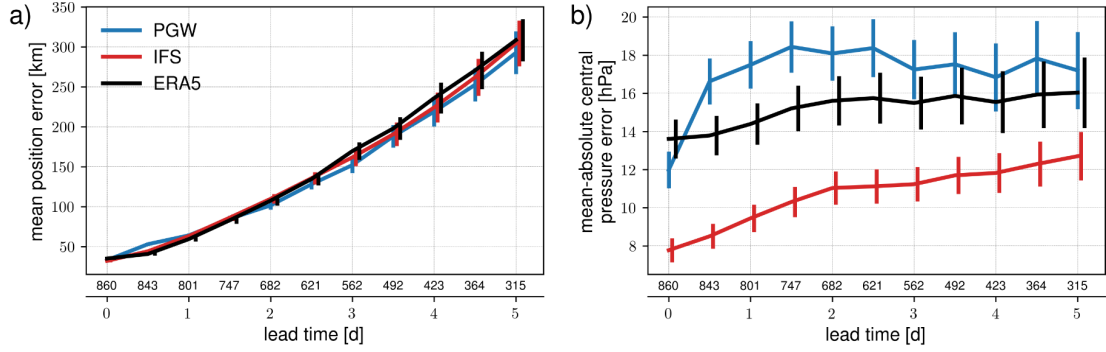 a)
mean position error [km]
350
300
250
200
150
100
50
PGW
IFS
ERA5
860 843 801 747 682 621 562 492 423 364 315
0 1 2 3 4 5
lead time [d]
b)
mean-absolute central
pressure error [hPa]
20
18
16
14
12
10
8
860 843 801 747 682 621 562 492 423 364 315
0 1 2 3 4 5
lead time [d]